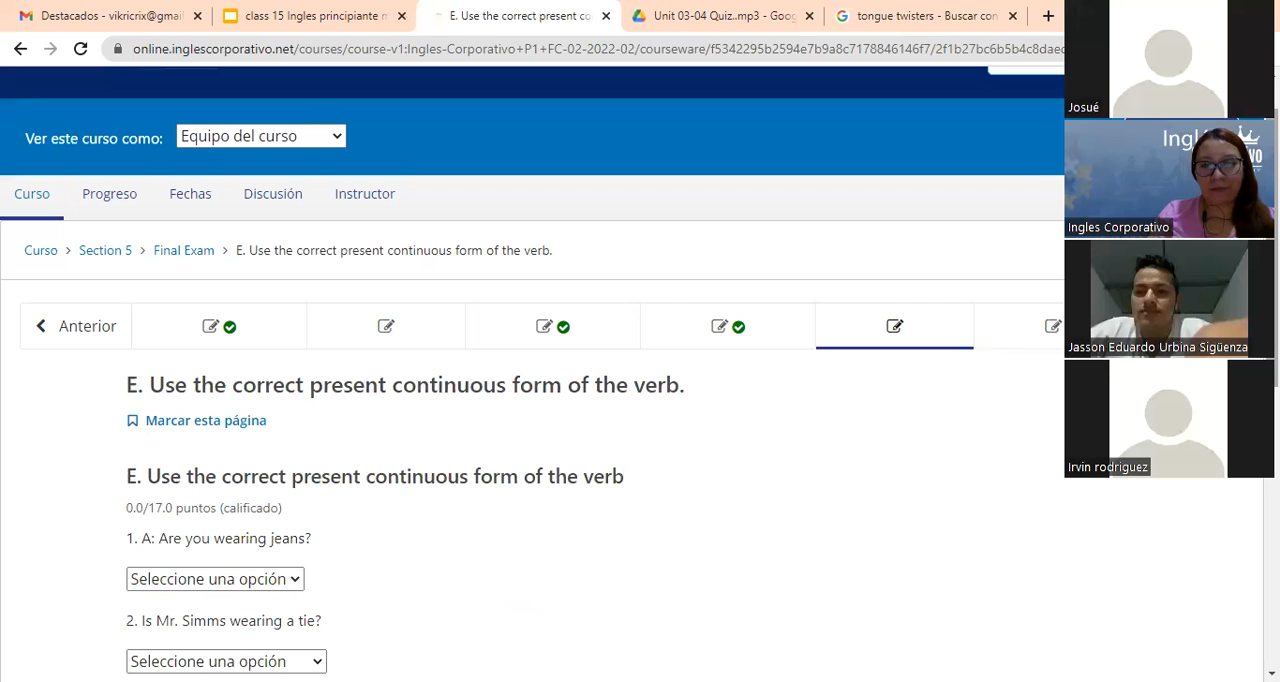 Destacados - vikricrix@gmai
class 15 Ingles principiante m
E. Use the correct present co
Unit 03-04 Quiz..mp3 - Goo
tongue twisters - Buscar con
online.inglescorporativo.net/courses/course-v1:Ingles-Corporativo+P1+FC-02-2022-02/courseware/f5342295b2594e7b9a8c7178846146f7/2f1b27bc6b5b4c8daec
Ver este curso como:
Equipo del curso
Curso
Progreso
Fechas
Discusión
Instructor
Curso > Section 5 > Final Exam > E. Use the correct present continuous form of the verb.
Anterior
E. Use the correct present continuous form of the verb.
Marcar esta página
E. Use the correct present continuous form of the verb
0.0/17.0 puntos (calificado)
1. A: Are you wearing jeans?
Seleccione una opción
2. Is Mr. Simms wearing a tie?
Seleccione una opción
Josué
Ingles Corporativo
Jasson Eduardo Urbina Sigüenza
Irvin rodriguez